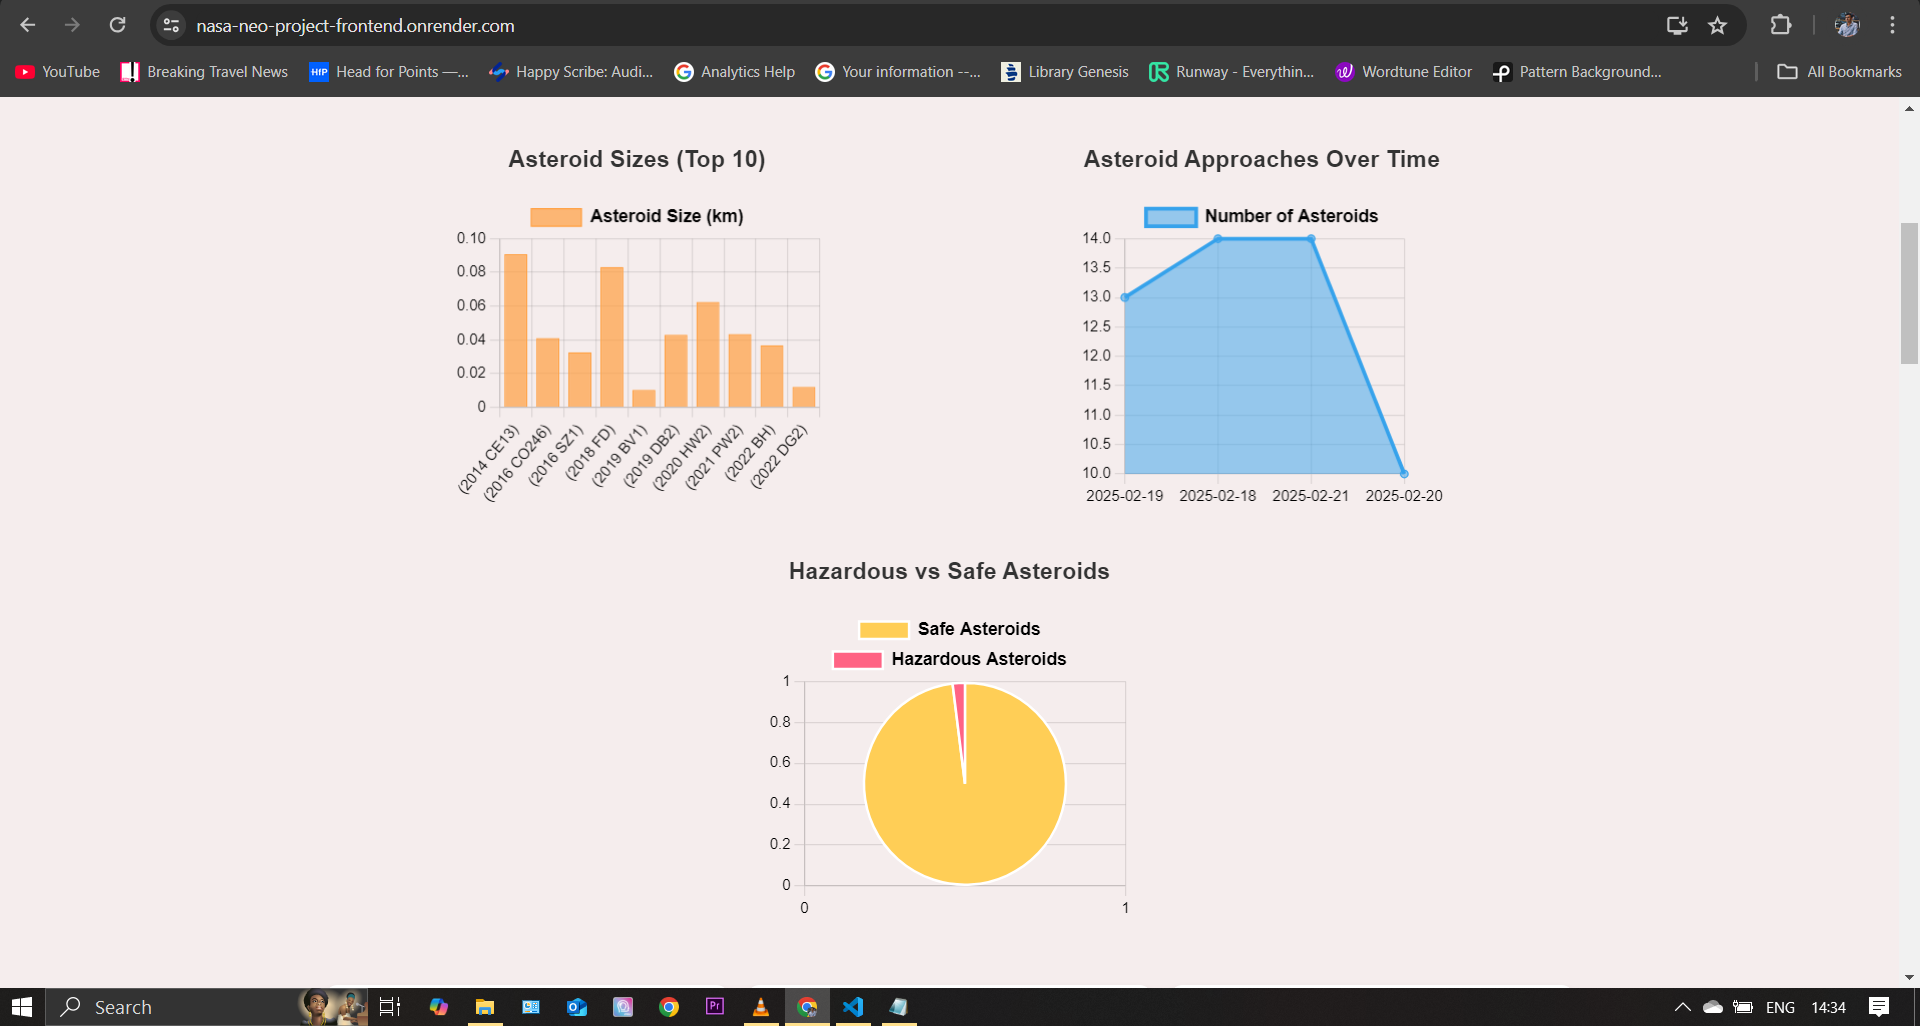 nasa-neo-project-frontend.onrender.com
YouTube
Breaking Travel News
Head for Points —...
Happy Scribe: Audi...
Analytics Help
Your information --...
Library Genesis
Runway - Everythin...
Wordtune Editor
Pattern Background...
All Bookmarks
Asteroid Sizes (Top 10)
Asteroid Size (km)
0.10
0.08
0.06
0.04
0.02
0
(2014 CE13)
(2016 CO246)
(2016 SZ1)
(2018 FD)
(2019 BV1)
(2019 DB2)
(2020 HW2)
(2021 PW2)
(2022 BH)
(2022 DG2)
Asteroid Approaches Over Time
Number of Asteroids
14.0
13.5
13.0
12.5
12.0
11.5
11.0
10.5
10.0
2025-02-19 2025-02-18 2025-02-21 2025-02-20
Hazardous vs Safe Asteroids
Safe Asteroids
Hazardous Asteroids
1
0.8
0.6
0.4
0.2
0
0 1
Search
ENG
14:34